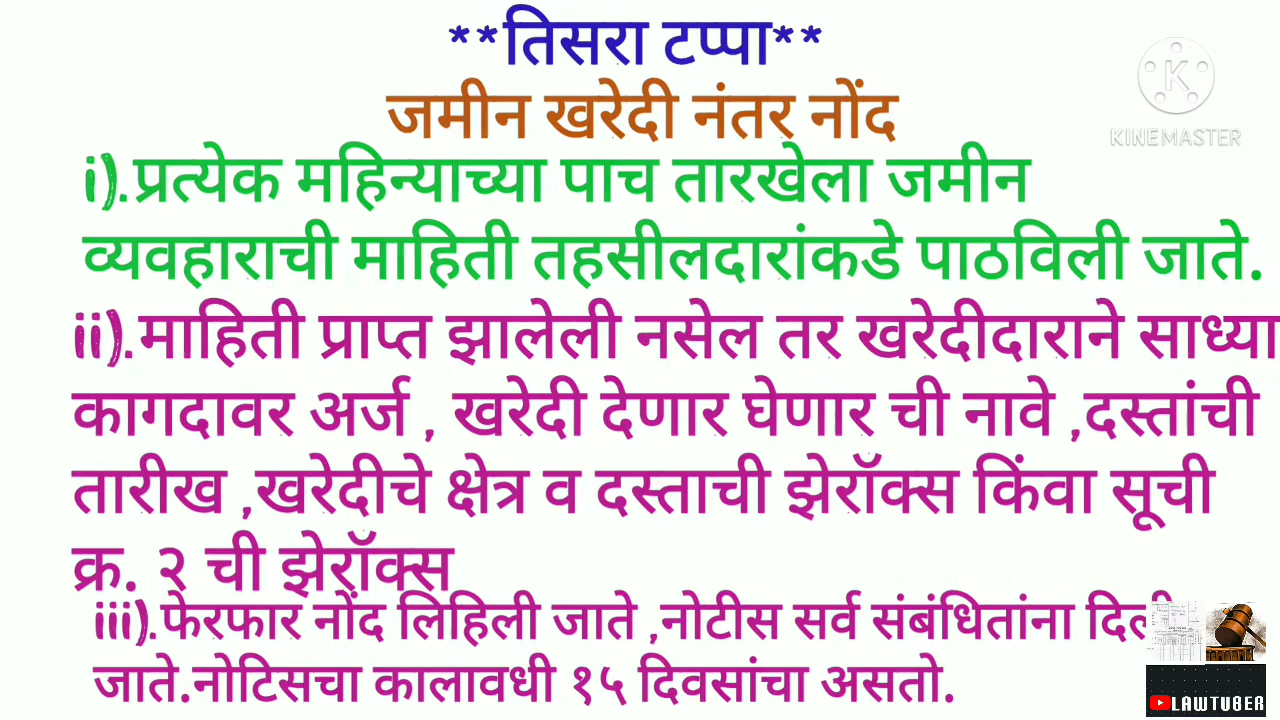 **तिसरा टप्पा**
जमीन खरेदी नंतर नोंद
i).प्रत्येक महिन्याच्या पाच तारखेला जमीन
व्यवहाराची माहिती तहसीलदारांकडे पाठविली जाते.
ii).माहिती प्राप्त झालेली नसेल तर खरेदीदाराने साध्या
कागदावर अर्ज , खरेदी देणार घेणार ची नावे ,दस्तांची
तारीख ,खरेदीचे क्षेत्र व दस्ताची झेरॉक्स किंवा सूची
क्र. २ ची झेरॉक्स
iii).फेरफार नोंद लिहिली जाते ,नोटीस सर्व संबंधितांना
जाते.नोटिसचा कालावधी १५ दिवसांचा असतो.
K
KINEMASTER
LAWTUBER